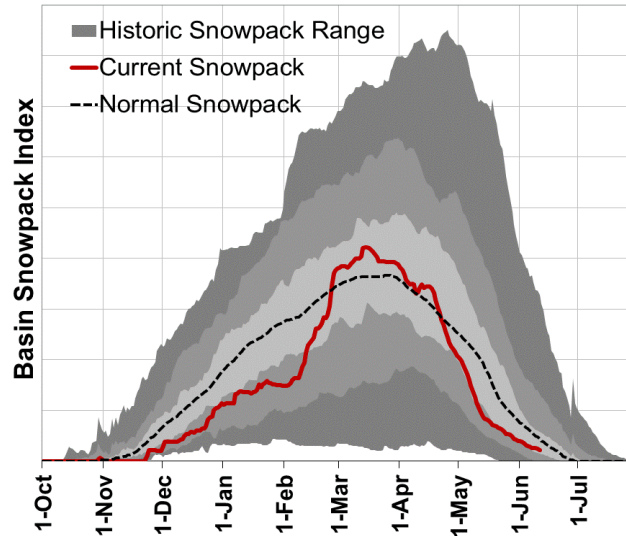 Historic Snowpack Range
Current Snowpack
Normal Snowpack
Basin Snowpack Index
1-Oct
1-Nov
1-Dec
1-Jan
1-Feb
1-Mar
1-Apr
1-May
1-Jun
1-Jul